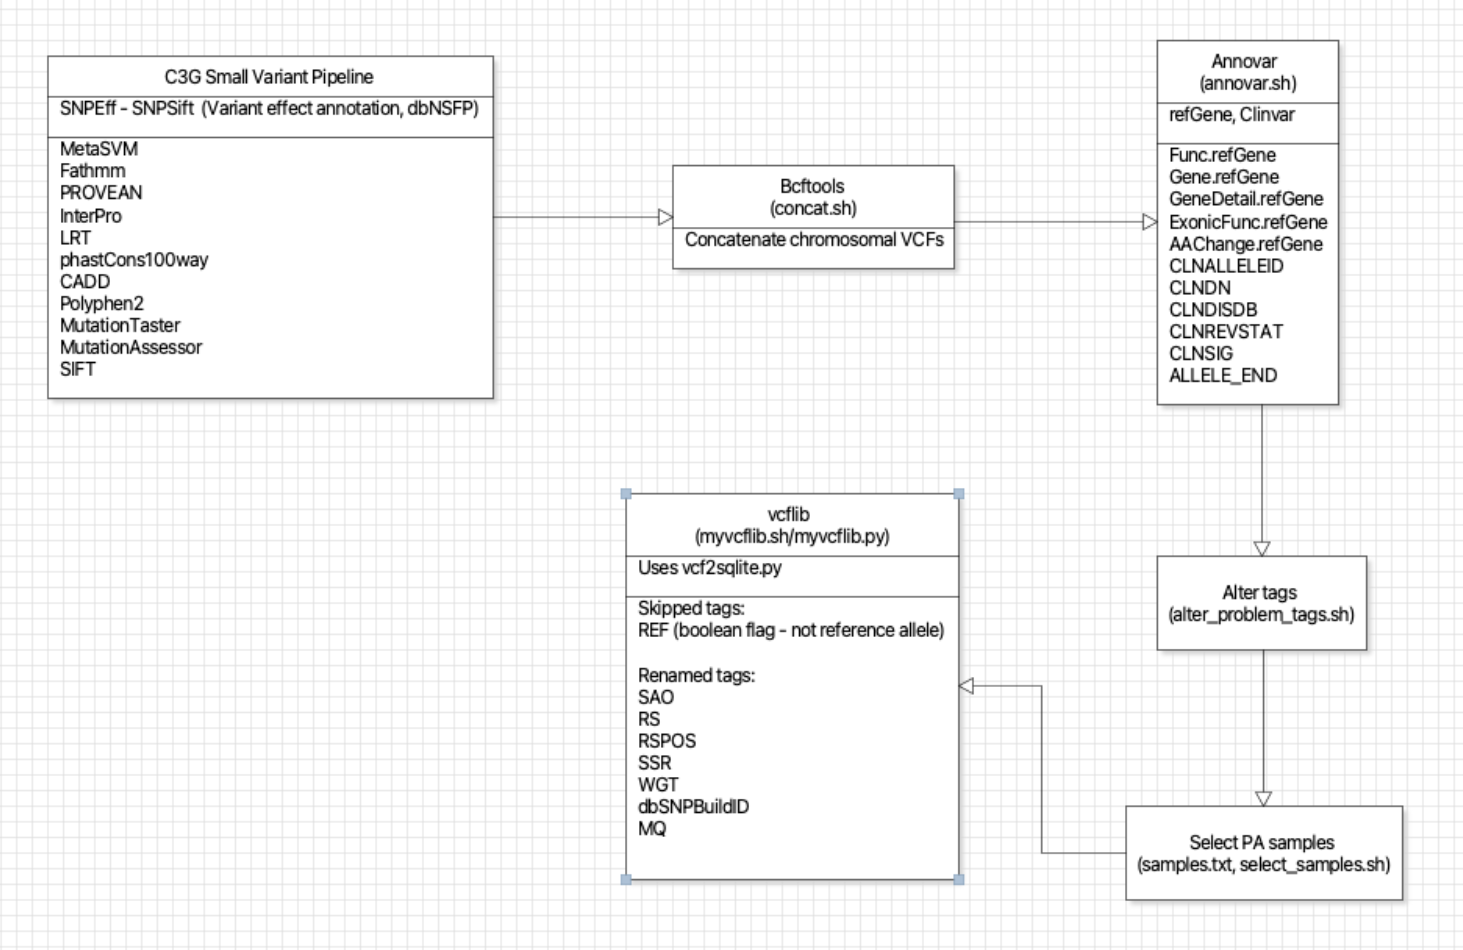 C3G Small Variant Pipeline
SNPEff - SNPSift (Variant effect annotation, dbNSFP)
MetaSVM
Fathmm
PROVEAN
InterPro
LRT
phastCons100way
CADD
Polyphen2
MutationTaster
MutationAssessor
SIFT
Bcftools
(concat.sh)
Concatenate chromosomal VCFs
Annovar
(annovar.sh)
refGene, Clinvar
Func.refGene
Gene.refGene
GeneDetail.refGene
ExonicFunc.refGene
AAChange.refGene
CLNALLELEID
CLNDN
CLNDISDB
CLNREVSTAT
CLNSIG
ALLELE_END
Alter tags
(alter_problem_tags.sh)
Select PA samples
(samples.txt, select_samples.sh)
vcflib
(myvcflib.sh/myvcflib.py)
Uses vcf2sqlite.py
Skipped tags:
REF (boolean flag - not reference allele)
Renamed tags:
SAO
RS
RSPOS
SSR
WGT
dbSNPBuildID
MQ